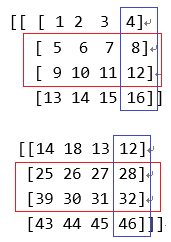 [[ [ 1 2 3 4]↵
[ 5 6 7 8]↵
[ 9 10 11 12]↵
[13 14 15 16]]
[[14 18 13 12]↵
[25 26 27 28]↵
[39 30 31 32]↵
[43 44 45 46]]]